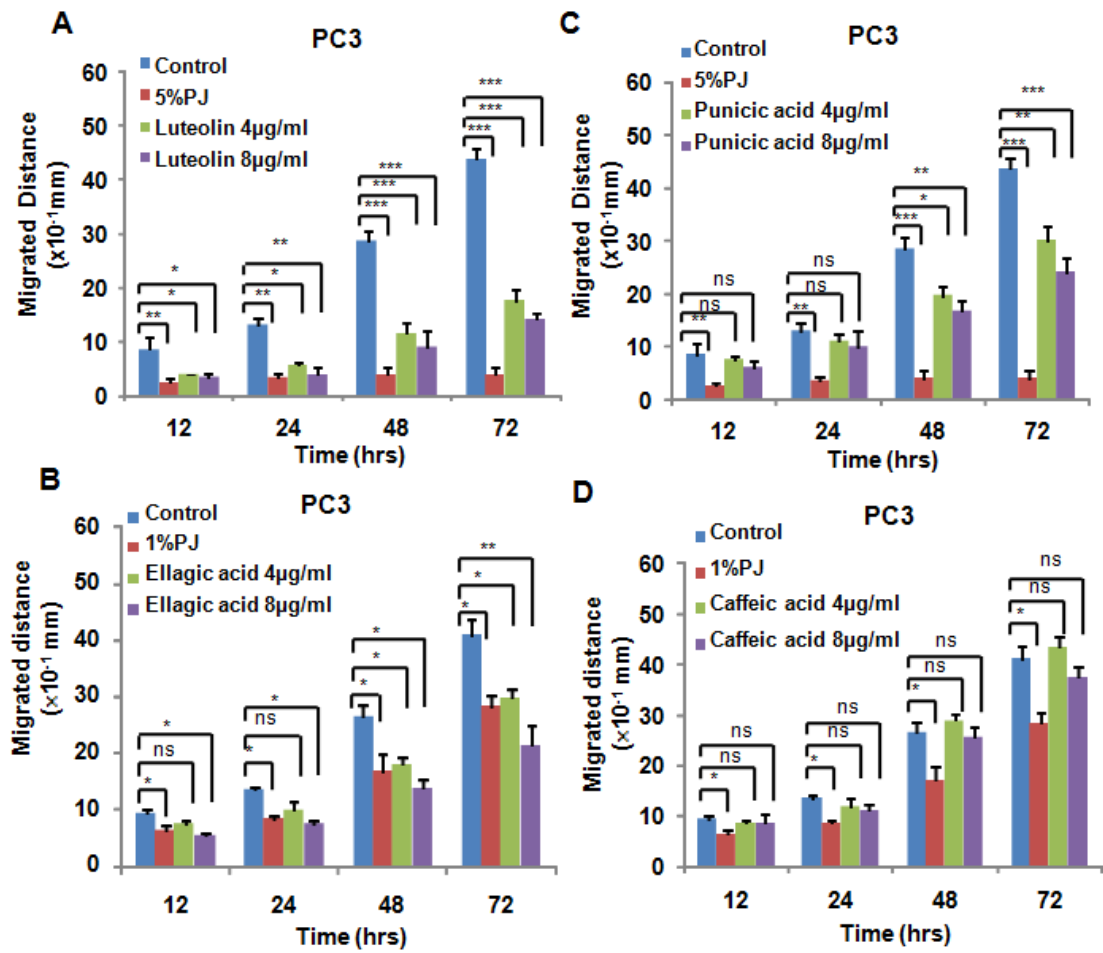 A
PC3
Control
5%PJ
Luteolin 4µg/ml
Luteolin 8µg/ml
Migrated Distance
(x10⁻¹mm)
60
50
40
30
20
10
0
*
*
**
**
*
**
***
***
***
***
***
***
12 24 48 72
Time (hrs)
C
PC3
Control
5%PJ
Punicic acid 4µg/ml
Punicic acid 8µg/ml
Migrated Distance
(x10⁻¹mm)
60
50
40
30
20
10
0
ns
ns
**
ns
ns
**
**
*
***
***
**
***
12 24 48 72
Time (hrs)
B
PC3
Control
1%PJ
Ellagic acid 4µg/ml
Ellagic acid 8µg/ml
Migrated distance
(×10⁻¹ mm)
60
50
40
30
20
10
0
*
ns
*
*
ns
*
*
*
*
**
*
*
12 24 48 72
Time (hrs)
D
PC3
Control
1%PJ
Caffeic acid 4µg/ml
Caffeic acid 8µg/ml
Migrated distance
(×10⁻¹ mm)
60
50
40
30
20
10
0
ns
ns
*
ns
ns
*
ns
ns
*
ns
ns
*
12 24 48 72
Time (hrs)